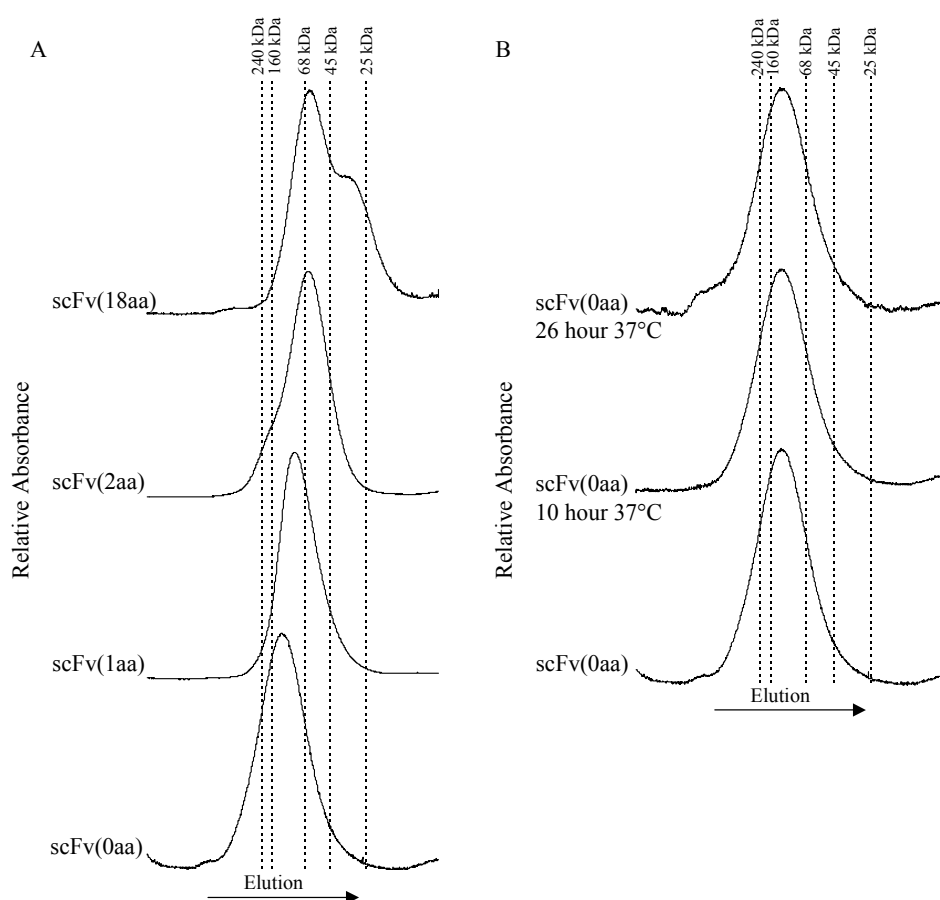 A
240 kDa
160 kDa
68 kDa
45 kDa
25 kDa
scFv(18aa)
scFv(2aa)
scFv(1aa)
scFv(0aa)
Relative Absorbance
Elution
B
240 kDa
160 kDa
68 kDa
45 kDa
25 kDa
scFv(0aa)
26 hour 37°C
scFv(0aa)
10 hour 37°C
scFv(0aa)
Relative Absorbance
Elution